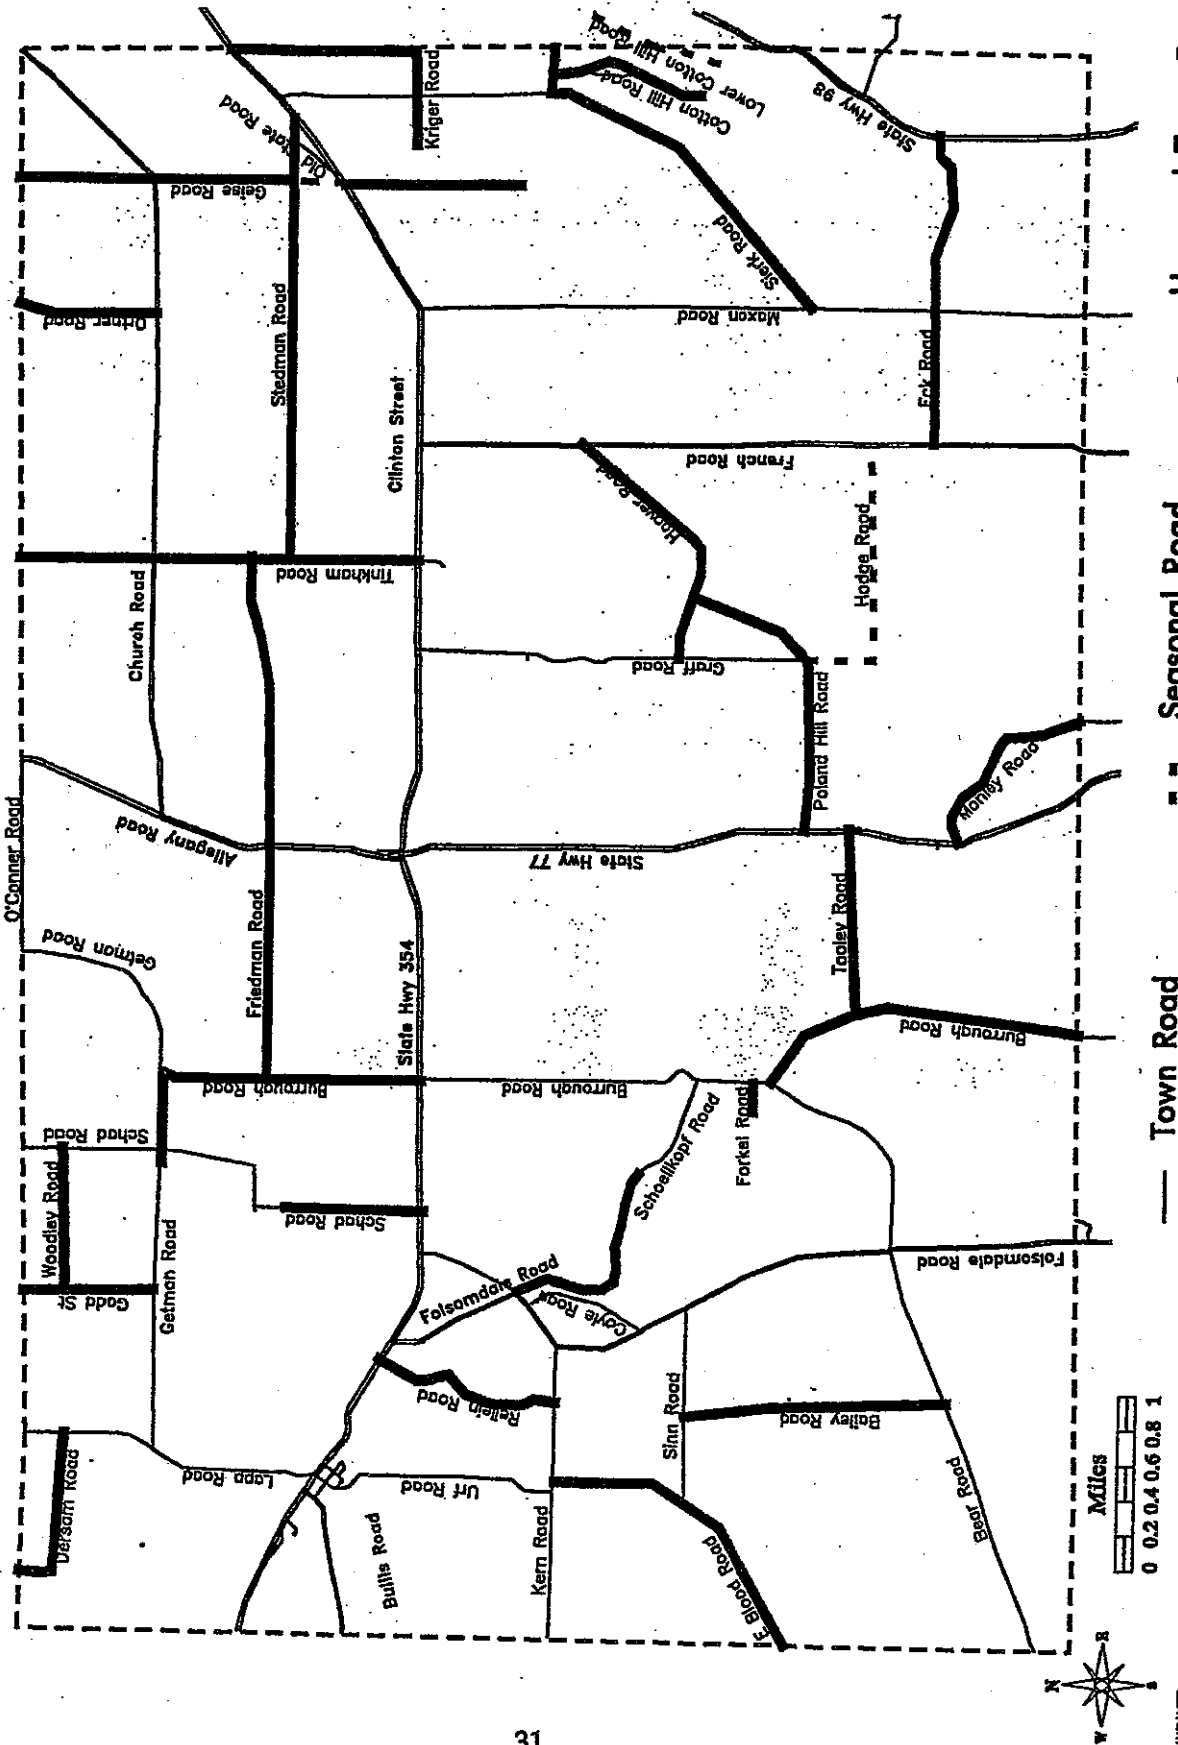 O'Conner Road
Getman Road
Allegany Road
Church Road
Ortner Road
Geise Road
Old State Road
Kriger Road
Stedman Road
Tinkham Road
Clinton Street
Friedman Road
State Hwy 354
Burrough Road
Schad Road
Woodley Road
Gadd St
Getman Road
Schad Road
Dersam Road
Lapp Road
Bullis Road
Urf Road
Kern Road
Rellein Road
Folsomdale Road
Coyle Road
Schoellkopf Road
Burrough Road
Forkel Road
State Hwy 77
Graff Road
Hoover Road
French Road
Maxon Road
Sierk Road
Cotton Hill Road
Lower Cotton Hill Road
State Hwy 98
Eck Road
Hodge Road
Poland Hill Road
Manley Road
Tooley Road
Burrough Road
Folsomdale Road
Sinn Road
Bailey Road
Bear Road
E Blood Road
Miles
0 0.2 0.4 0.6 0.8 1
N
W
E
S
Town Road
Seasonal Road
31